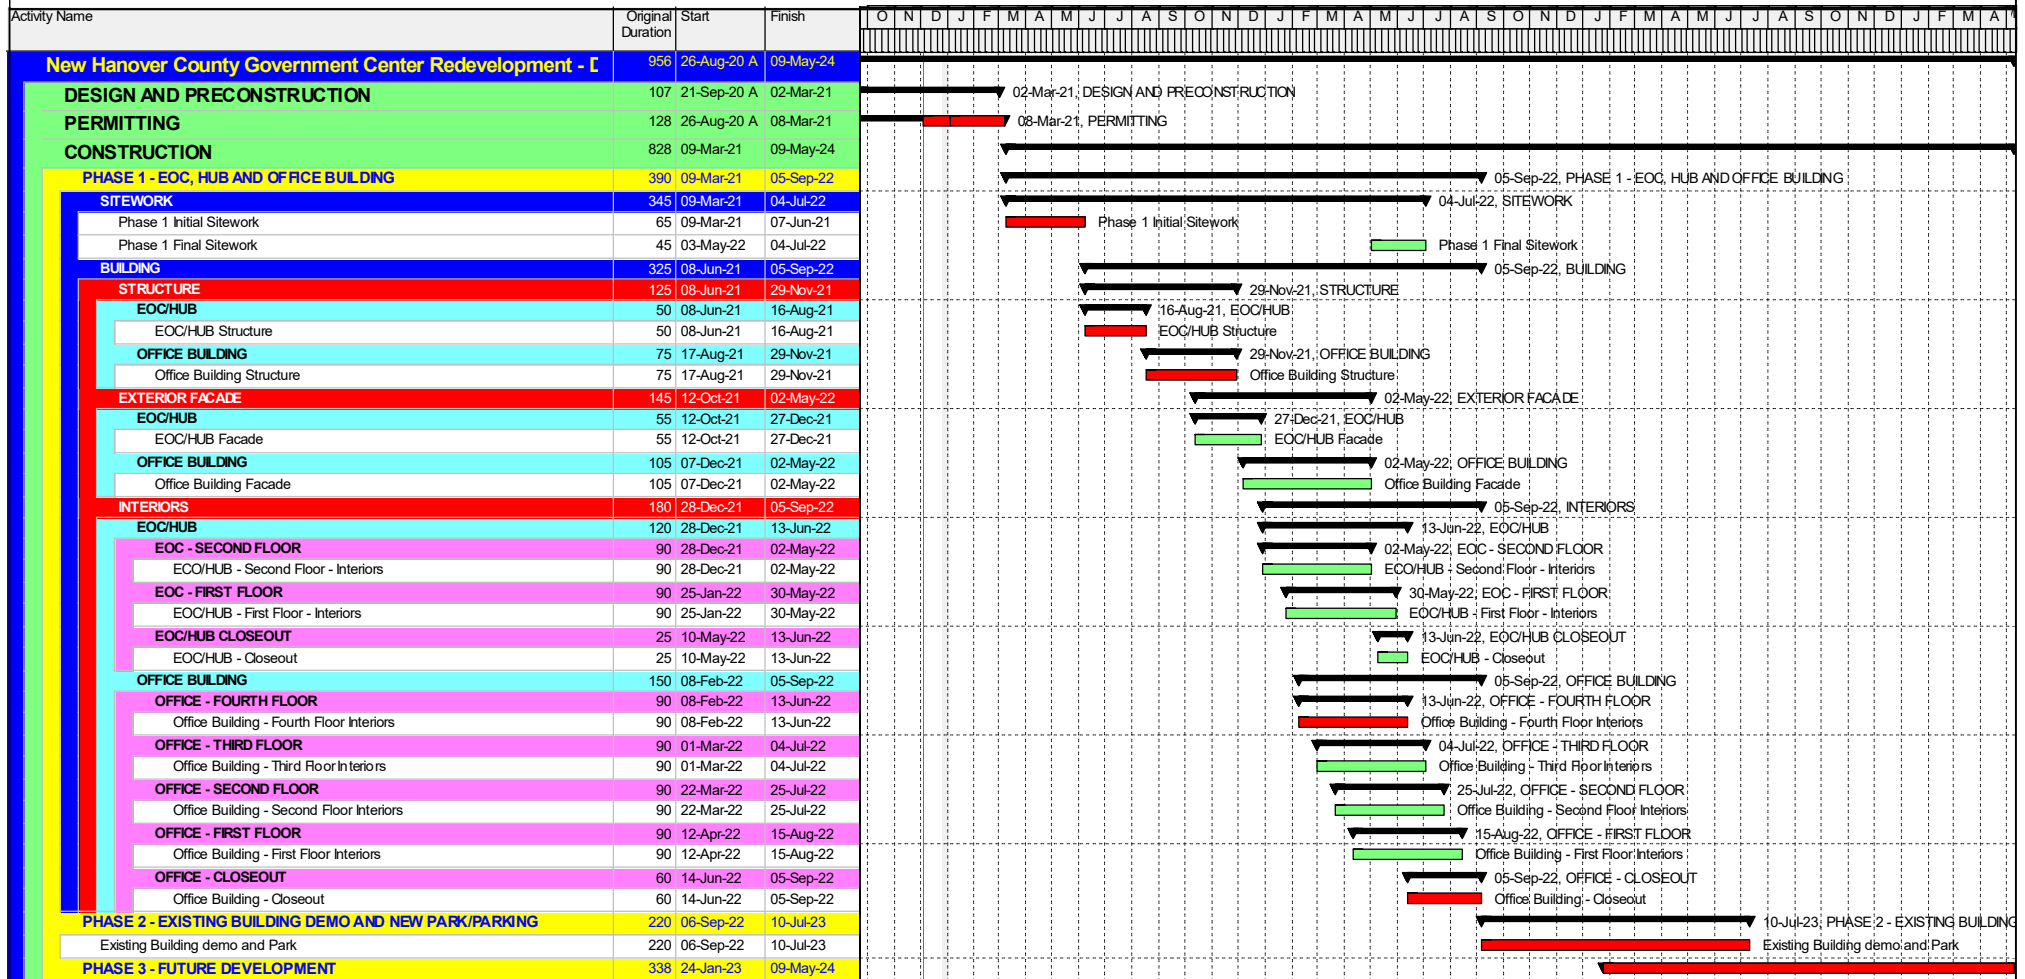 Activity Name Original Duration Start Finish O N D J F M A M J J A S O N D J F M A M J J A S O N D J F M A M J J A S O N D J F M A
New Hanover County Government Center Redevelopment - D 956 26-Aug-20 A 09-May-24
DESIGN AND PRECONSTRUCTION 107 21-Sep-20 A 02-Mar-21 02-Mar-21, DESIGN AND PRECONSTRUCTION
PERMITTING 128 26-Aug-20 A 08-Mar-21 08-Mar-21, PERMITTING
CONSTRUCTION 828 09-Mar-21 09-May-24
PHASE 1 - EOC, HUB AND OFFICE BUILDING 390 09-Mar-21 05-Sep-22 05-Sep-22, PHASE 1 - EOC, HUB AND OFFICE BUILDING
SITEWORK 345 09-Mar-21 04-Jul-22 04-Jul-22, SITEWORK
Phase 1 Initial Sitework 65 09-Mar-21 07-Jun-21 Phase 1 Initial Sitework
Phase 1 Final Sitework 45 03-May-22 04-Jul-22 Phase 1 Final Sitework
BUILDING 325 08-Jun-21 05-Sep-22 05-Sep-22, BUILDING
STRUCTURE 125 08-Jun-21 29-Nov-21 29-Nov-21, STRUCTURE
EOC/HUB 50 08-Jun-21 16-Aug-21 16-Aug-21, EOC/HUB
EOC/HUB Structure 50 08-Jun-21 16-Aug-21 EOC/HUB Structure
OFFICE BUILDING 75 17-Aug-21 29-Nov-21 29-Nov-21, OFFICE BUILDING
Office Building Structure 75 17-Aug-21 29-Nov-21 Office Building Structure
EXTERIOR FACADE 145 12-Oct-21 02-May-22 02-May-22, EXTERIOR FACADE
EOC/HUB 55 12-Oct-21 27-Dec-21 27-Dec-21, EOC/HUB
EOC/HUB Facade 55 12-Oct-21 27-Dec-21 EOC/HUB Facade
OFFICE BUILDING 105 07-Dec-21 02-May-22 02-May-22, OFFICE BUILDING
Office Building Facade 105 07-Dec-21 02-May-22 Office Building Facade
INTERIORS 180 28-Dec-21 05-Sep-22 05-Sep-22, INTERIORS
EOC/HUB 120 28-Dec-21 13-Jun-22 13-Jun-22, EOC/HUB
EOC - SECOND FLOOR 90 28-Dec-21 02-May-22 02-May-22, EOC - SECOND FLOOR
ECO/HUB - Second Floor - Interiors 90 28-Dec-21 02-May-22 ECO/HUB - Second Floor - Interiors
EOC - FIRST FLOOR 90 25-Jan-22 30-May-22 30-May-22, EOC - FIRST FLOOR
EOC/HUB - First Floor - Interiors 90 25-Jan-22 30-May-22 EOC/HUB - First Floor - Interiors
EOC/HUB CLOSEOUT 25 10-May-22 13-Jun-22 13-Jun-22, EOC/HUB CLOSEOUT
EOC/HUB - Closeout 25 10-May-22 13-Jun-22 EOC/HUB - Closeout
OFFICE BUILDING 150 08-Feb-22 05-Sep-22 05-Sep-22, OFFICE BUILDING
OFFICE - FOURTH FLOOR 90 08-Feb-22 13-Jun-22 13-Jun-22, OFFICE - FOURTH FLOOR
Office Building - Fourth Floor Interiors 90 08-Feb-22 13-Jun-22 Office Building - Fourth Floor Interiors
OFFICE - THIRD FLOOR 90 01-Mar-22 04-Jul-22 04-Jul-22, OFFICE - THIRD FLOOR
Office Building - Third Floor Interiors 90 01-Mar-22 04-Jul-22 Office Building - Third Floor Interiors
OFFICE - SECOND FLOOR 90 22-Mar-22 25-Jul-22 25-Jul-22, OFFICE - SECOND FLOOR
Office Building - Second Floor Interiors 90 22-Mar-22 25-Jul-22 Office Building - Second Floor Interiors
OFFICE - FIRST FLOOR 90 12-Apr-22 15-Aug-22 15-Aug-22, OFFICE - FIRST FLOOR
Office Building - First Floor Interiors 90 12-Apr-22 15-Aug-22 Office Building - First Floor Interiors
OFFICE - CLOSEOUT 60 14-Jun-22 05-Sep-22 05-Sep-22, OFFICE - CLOSEOUT
Office Building - Closeout 60 14-Jun-22 05-Sep-22 Office Building - Closeout
PHASE 2 - EXISTING BUILDING DEMO AND NEW PARK/PARKING 220 06-Sep-22 10-Jul-23 10-Jul-23, PHASE 2 - EXISTING BUILDING
Existing Building demo and Park 220 06-Sep-22 10-Jul-23 Existing Building demo and Park
PHASE 3 - FUTURE DEVELOPMENT 338 24-Jan-23 09-May-24